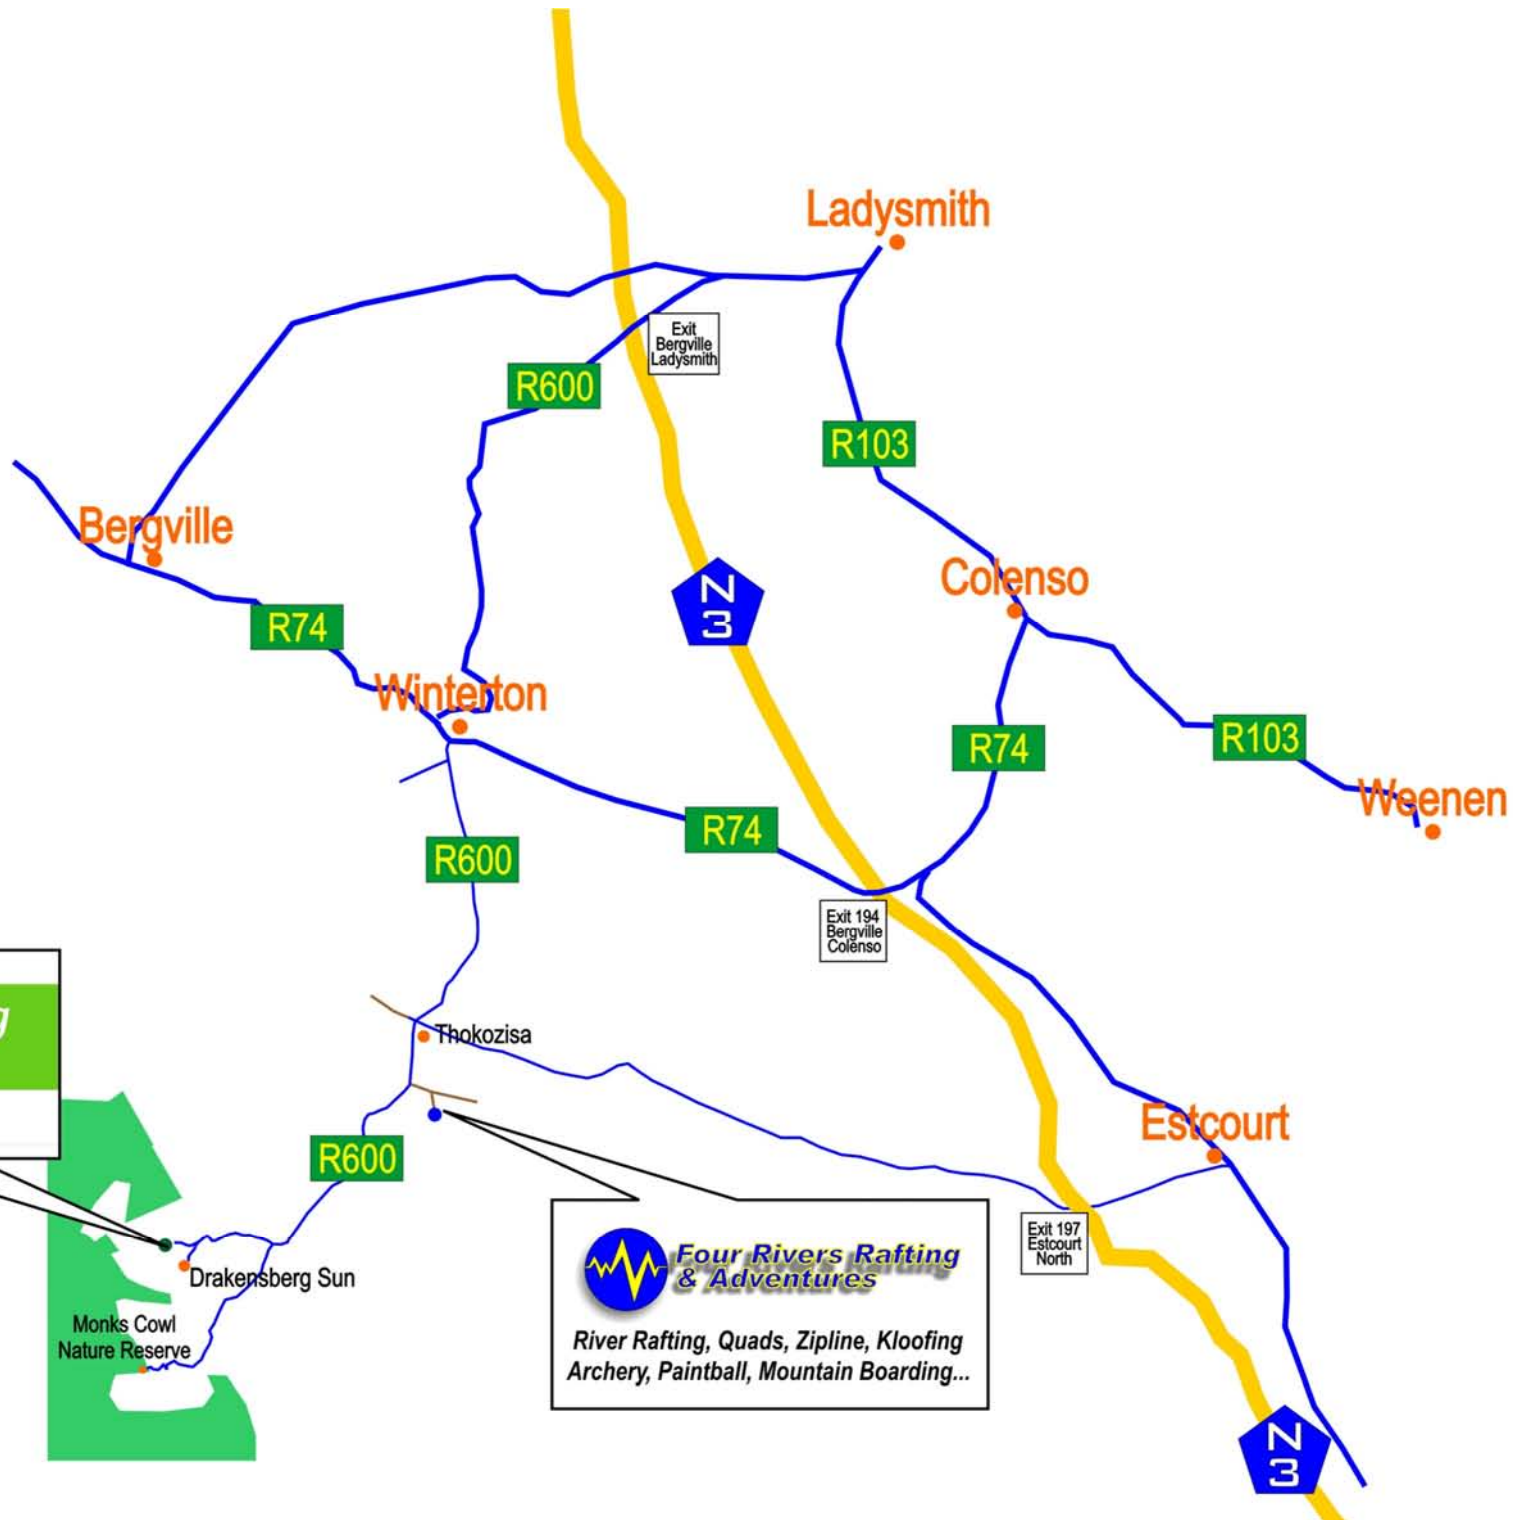 Ladysmith
Exit
Bergville
Ladysmith
R600
R103
Bergville
Colenso
N
3
R74
Winterton
R74
R103
Weenen
R74
R600
Exit 194
Bergville
Colenso
g
Thokozisa
Estcourt
R600
Exit 197
Estcourt
North
Four Rivers Rafting
& Adventures
Drakensberg Sun
Monks Cowl
Nature Reserve
River Rafting, Quads, Zipline, Kloofing
Archery, Paintball, Mountain Boarding...
N
3